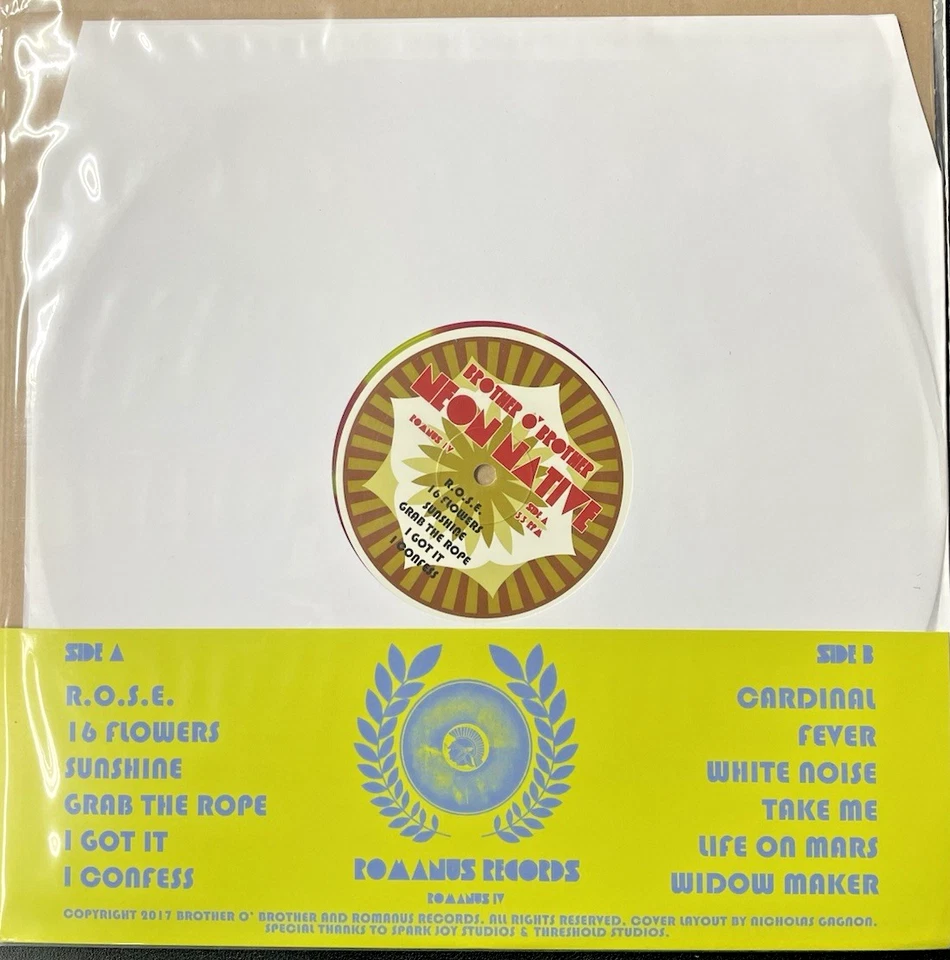 BROTHER O'BROTHER
NEON NATIVE
ROMANUS IV
SIDE A
33 RPM
R.O.S.E.
16 FLOWERS
SUNSHINE
GRAB THE ROPE
I GOT IT
I CONFESS
SIDE A
R.O.S.E.
16 FLOWERS
SUNSHINE
GRAB THE ROPE
I GOT IT
I CONFESS
ROMANUS RECORDS
ROMANUS IV
SIDE B
CARDINAL
FEVER
WHITE NOISE
TAKE ME
LIFE ON MARS
WIDOW MAKER
COPYRIGHT 2017 BROTHER O' BROTHER AND ROMANUS RECORDS. ALL RIGHTS RESERVED. COVER LAYOUT BY NICHOLAS GAGNON.
SPECIAL THANKS TO SPARK JOY STUDIOS & THRESHOLD STUDIOS.